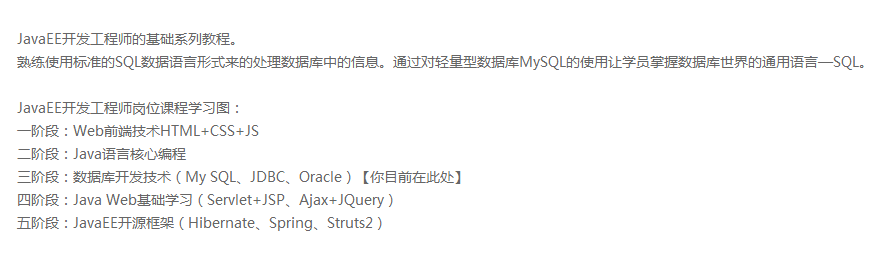 JavaEE开发工程师的基础系列教程。
熟练使用标准的SQL数据语言形式来的处理数据库中的信息。通过对轻量型数据库MySQL的使用让学员掌握数据库世界的通用语言—SQL。
JavaEE开发工程师岗位课程学习图：
一阶段：Web前端技术HTML+CSS+JS
二阶段：Java语言核心编程
三阶段：数据库开发技术（My SQL、JDBC、Oracle）【你目前在此处】
四阶段：Java Web基础学习（Servlet+JSP、Ajax+JQuery）
五阶段：JavaEE开源框架（Hibernate、Spring、Struts2）